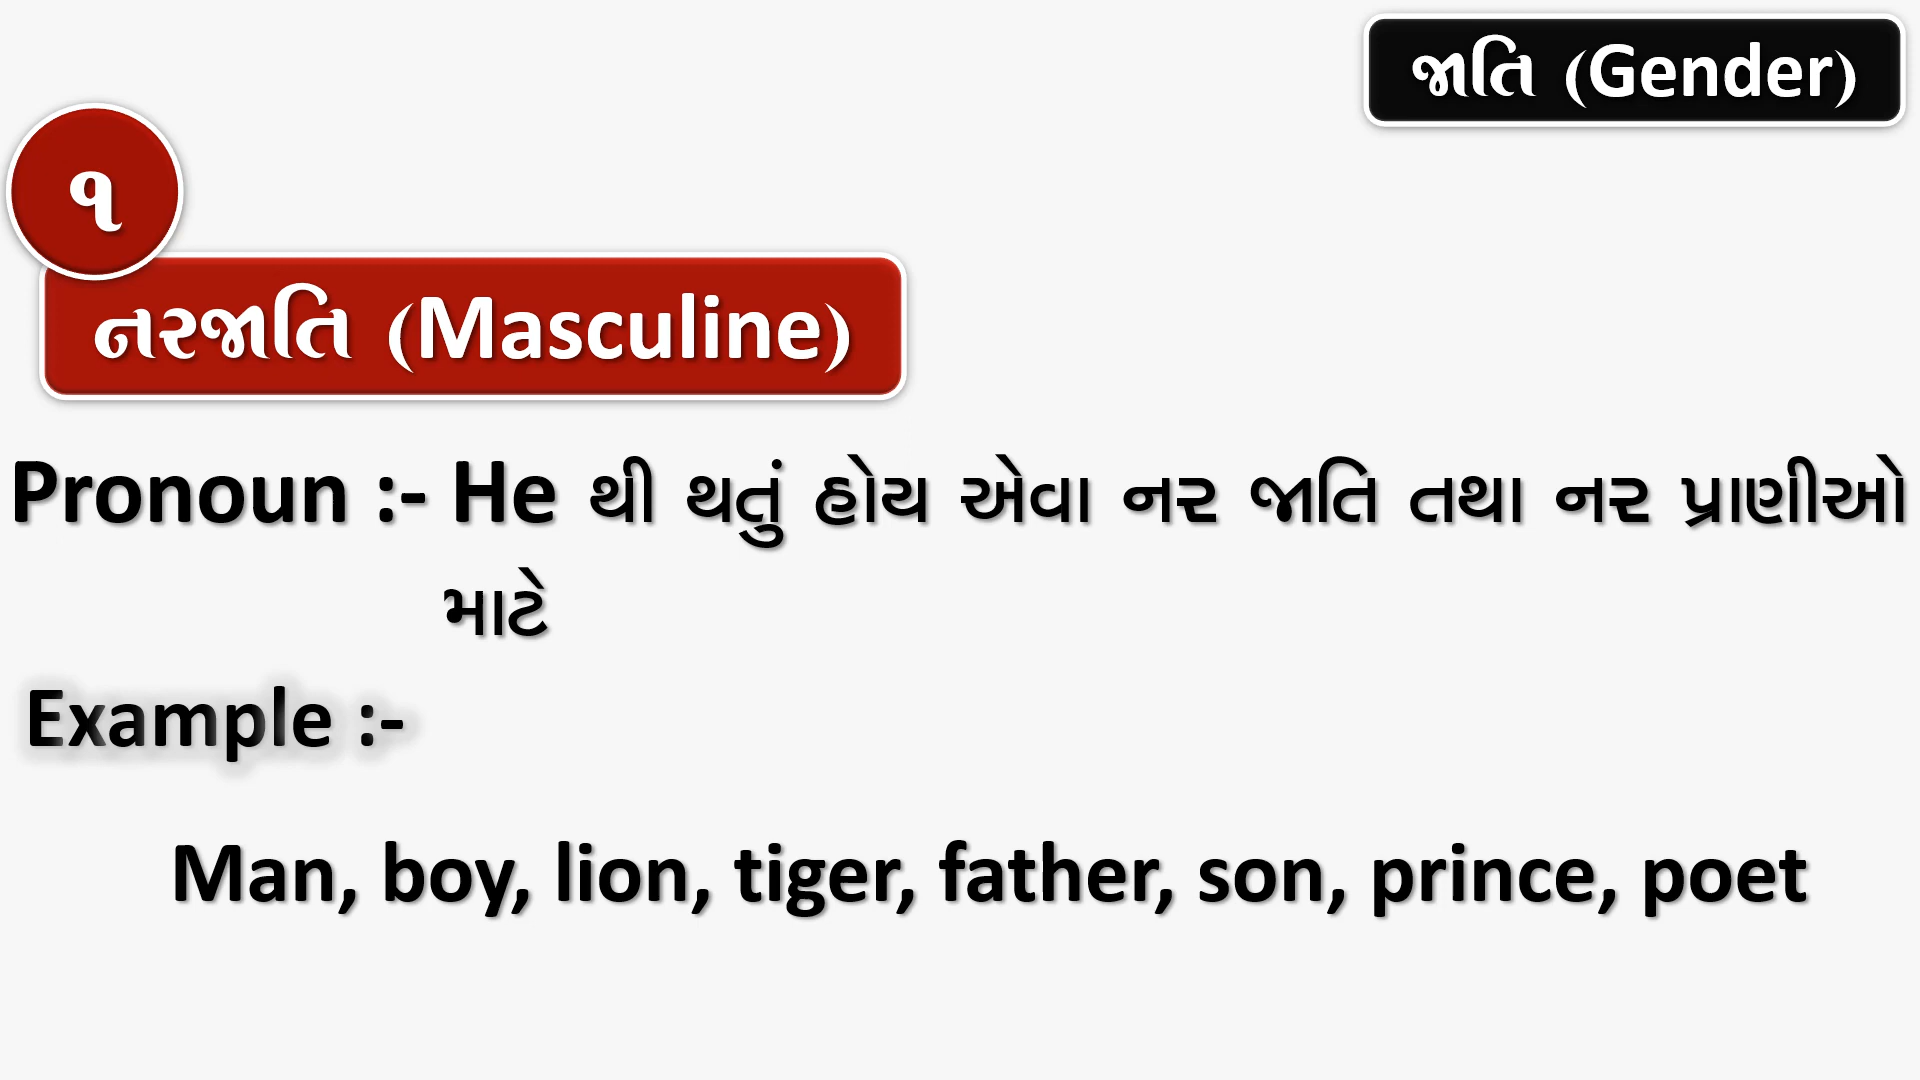 જાતિ (Gender)
૧
નરજાતિ (Masculine)
Pronoun :- He થી થતું હોય એવા નર જાતિ તથા નર પ્રાણીઓ
માટે
Example :-
Man, boy, lion, tiger, father, son, prince, poet